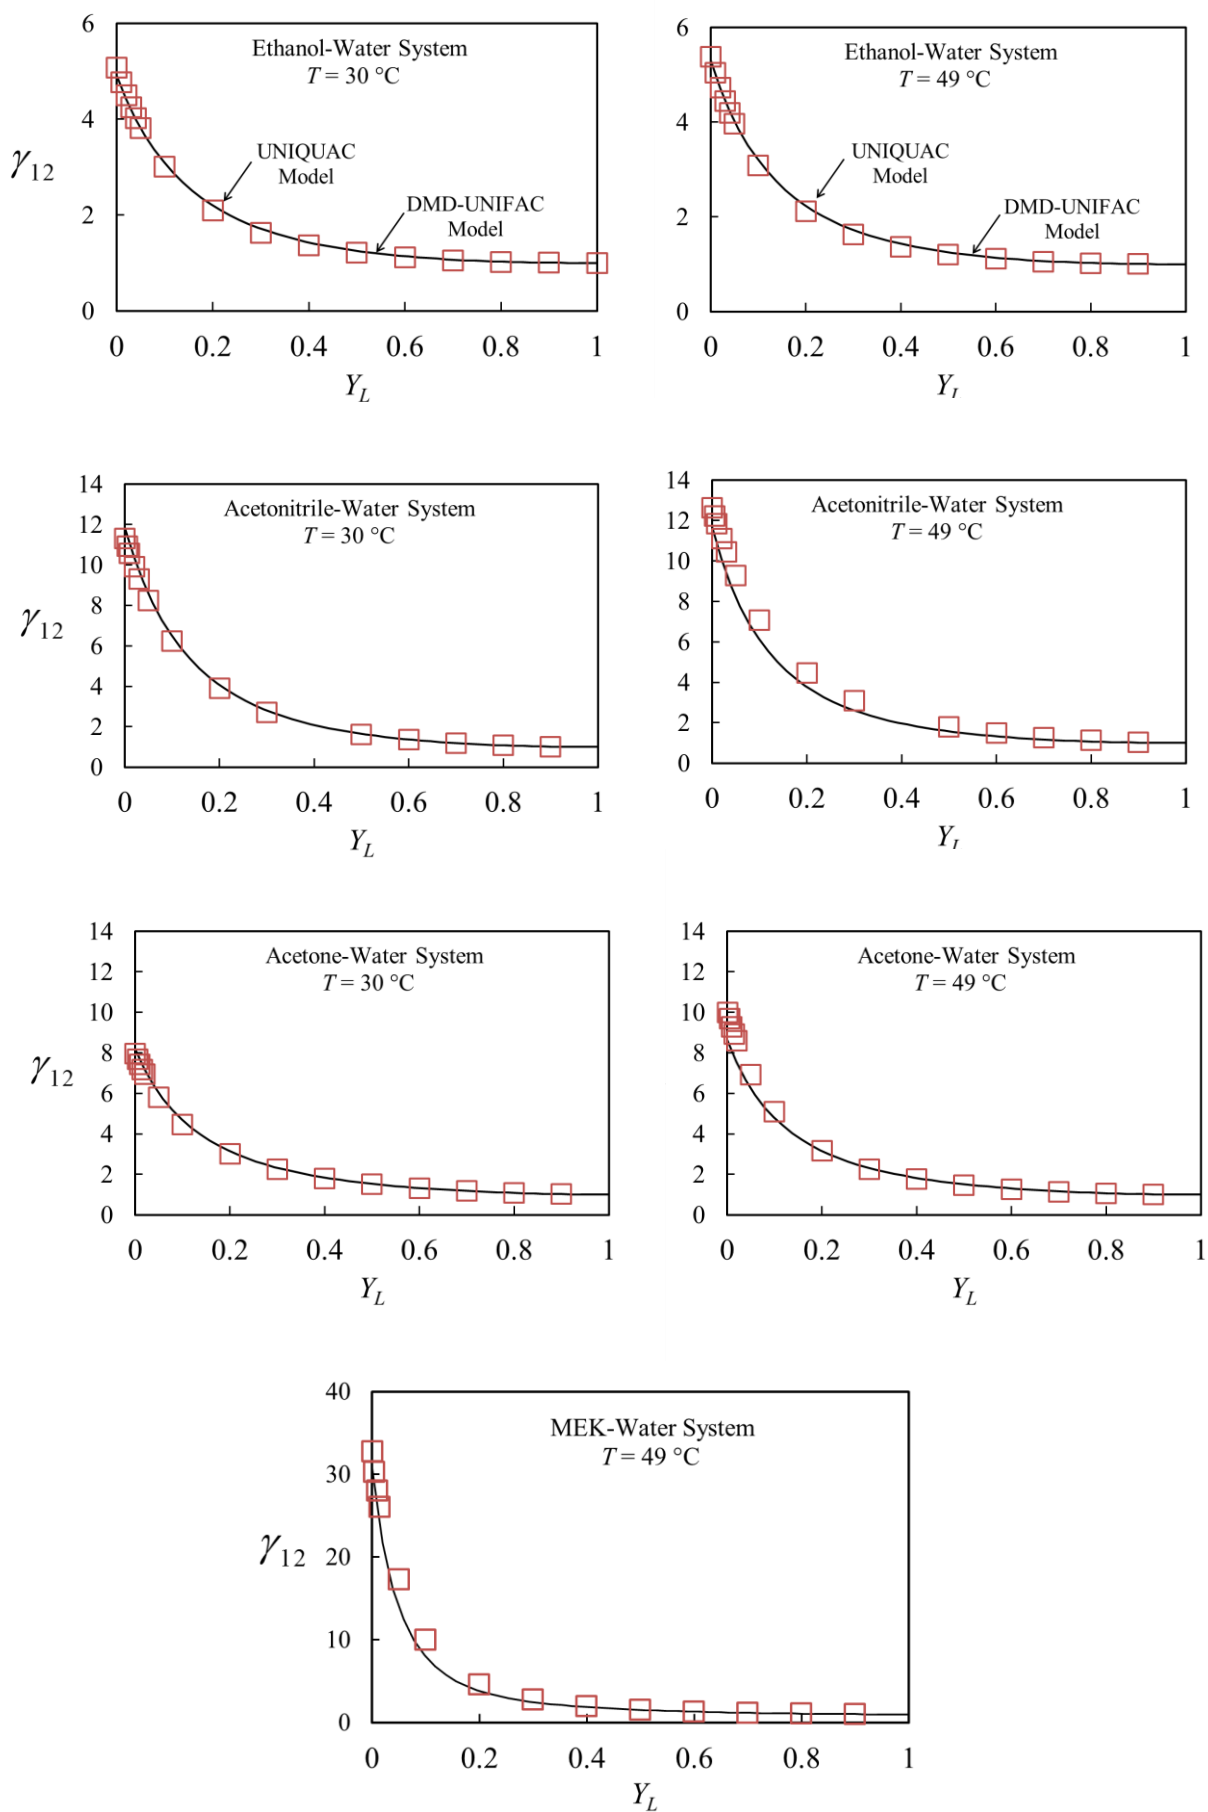 Ethanol-Water System
T = 30 °C
UNIQUAC
Model
DMD-UNIFAC
Model
γ12
6
4
2
0
0 0.2 0.4 0.6 0.8 1
YL
Ethanol-Water System
T = 49 °C
UNIQUAC
Model
DMD-UNIFAC
Model
6
4
2
0
0 0.2 0.4 0.6 0.8 1
Y
Acetonitrile-Water System
T = 30 °C
γ12
14
12
10
8
6
4
2
0
0 0.2 0.4 0.6 0.8 1
YL
Acetonitrile-Water System
T = 49 °C
14
12
10
8
6
4
2
0
0 0.2 0.4 0.6 0.8 1
Y
Acetone-Water System
T = 30 °C
γ12
14
12
10
8
6
4
2
0
0 0.2 0.4 0.6 0.8 1
YL
Acetone-Water System
T = 49 °C
14
12
10
8
6
4
2
0
0 0.2 0.4 0.6 0.8 1
YL
MEK-Water System
T = 49 °C
γ12
40
30
20
10
0
0 0.2 0.4 0.6 0.8 1
YL